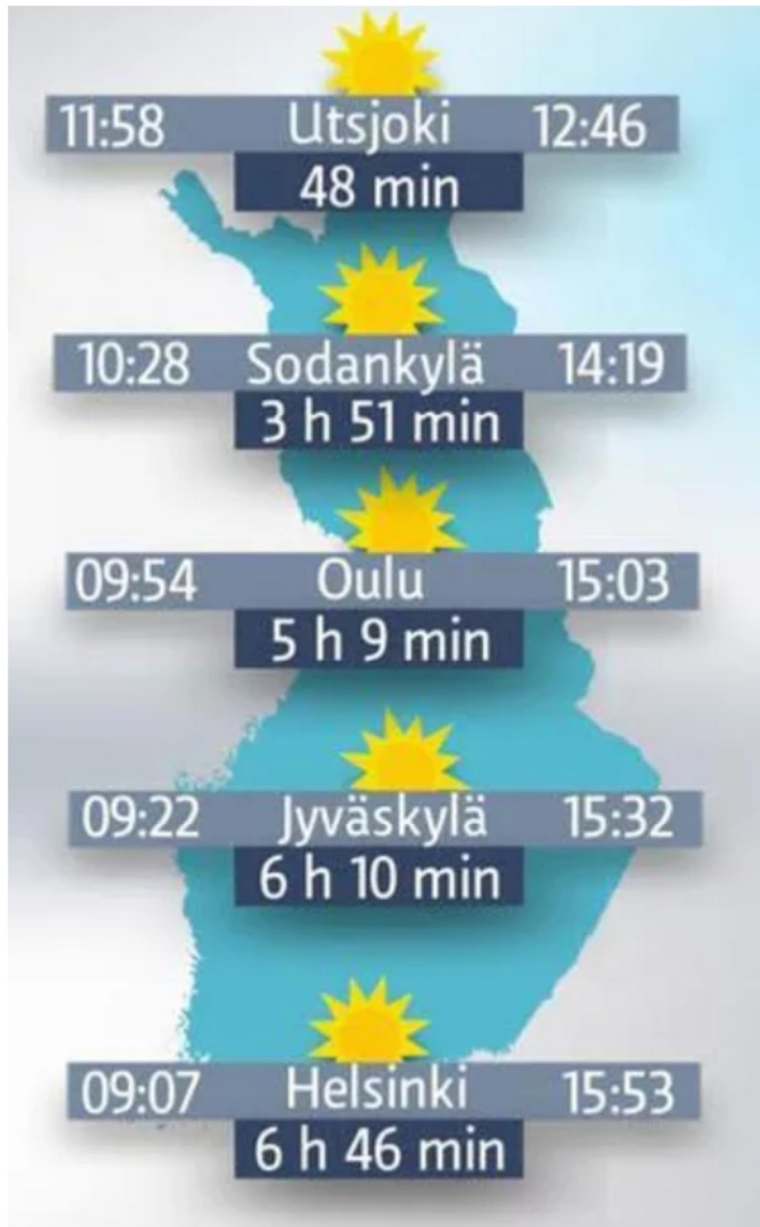 11:58 Utsjoki 12:46
48 min
10:28 Sodankylä 14:19
3 h 51 min
09:54 Oulu 15:03
5 h 9 min
09:22 Jyväskylä 15:32
6 h 10 min
09:07 Helsinki 15:53
6 h 46 min